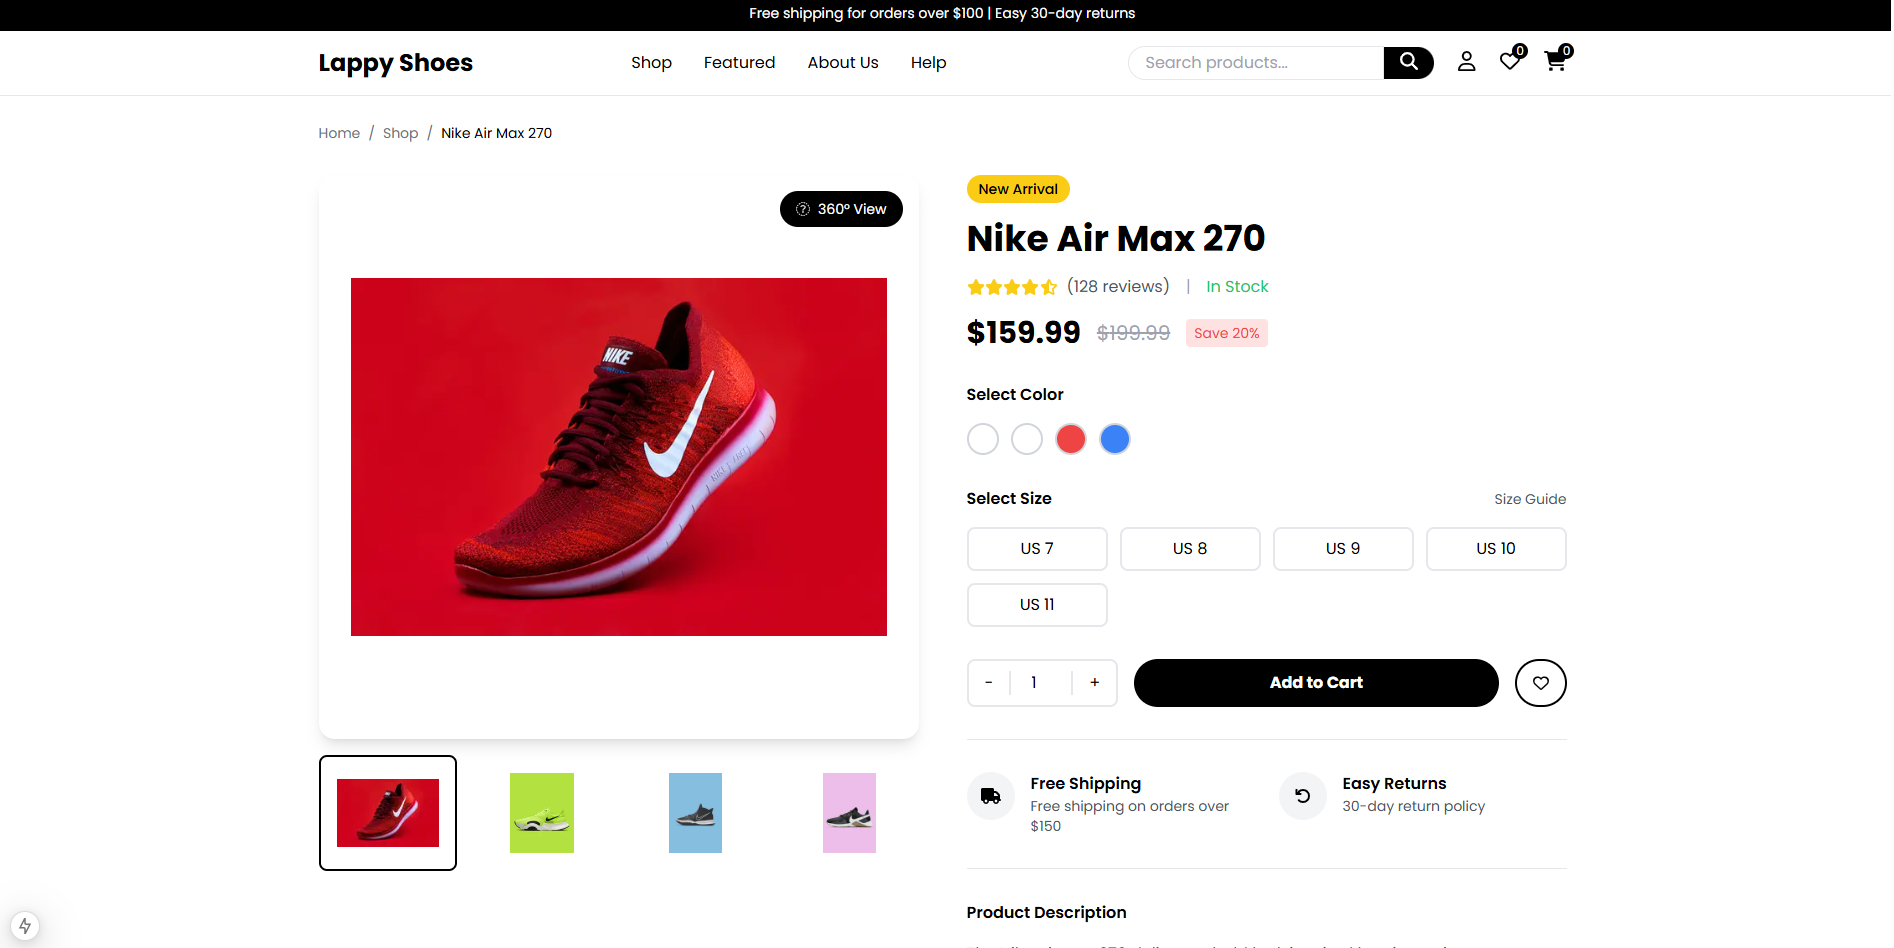 Free shipping for orders over $100 | Easy 30-day returns
Lappy Shoes
Shop
Featured
About Us
Help
Search products...
0
0
Home / Shop / Nike Air Max 270
360° View
NIKE
New Arrival
Nike Air Max 270
(128 reviews) | In Stock
$159.99 $199.99 Save 20%
Select Color
Select Size
Size Guide
US 7
US 8
US 9
US 10
US 11
- 1 +
Add to Cart
Free Shipping
Free shipping on orders over
$150
Easy Returns
30-day return policy
Product Description